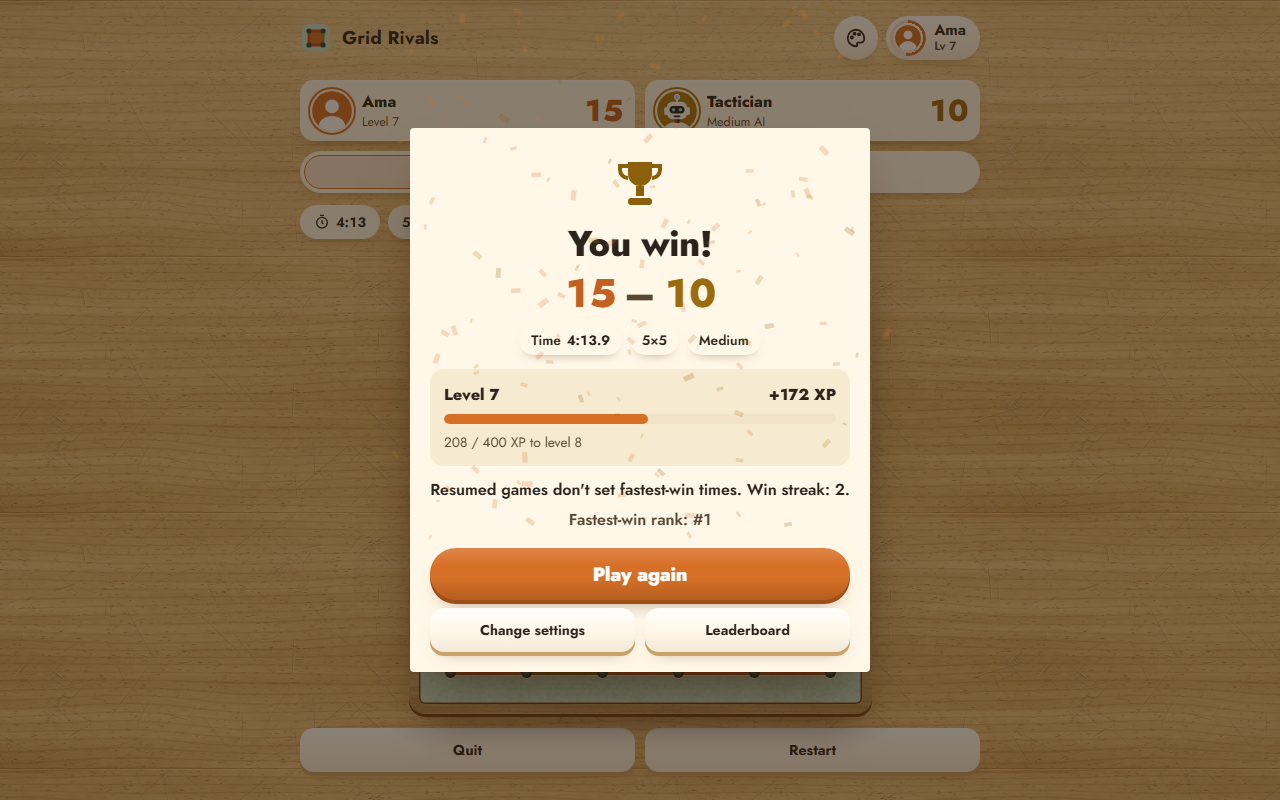 Grid Rivals
Ama
Lv 7
Ama
Level 7
15
Tactician
Medium AI
10
4:13
5
You win!
15 – 10
Time 4:13.9
5×5
Medium
Level 7
+172 XP
208 / 400 XP to level 8
Resumed games don't set fastest-win times. Win streak: 2.
Fastest-win rank: #1
Play again
Change settings
Leaderboard
Quit
Restart